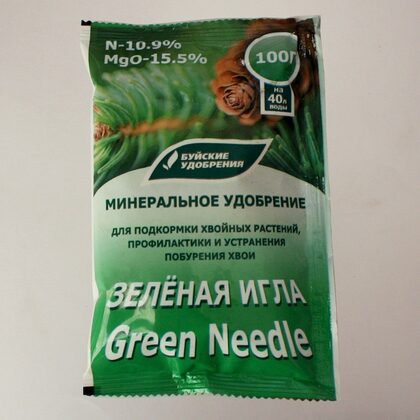 N-10.9%
MgO-15.5%
100Г
на
40л
воды
БУЙСКИЕ
УДОБРЕНИЯ
МИНЕРАЛЬНОЕ УДОБРЕНИЕ
ДЛЯ ПОДКОРМКИ ХВОЙНЫХ РАСТЕНИЙ,
ПРОФИЛАКТИКИ И УСТРАНЕНИЯ
ПОБУРЕНИЯ ХВОИ
ЗЕЛЁНАЯ ИГЛА
Green Needle